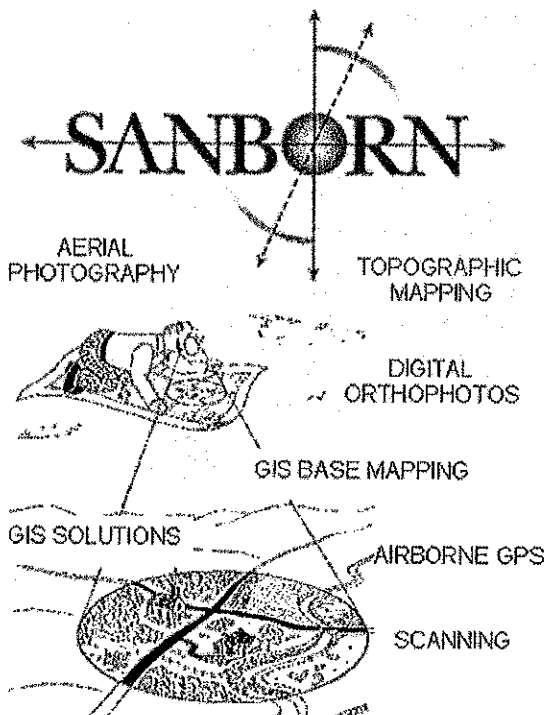 SANBORN
AERIAL
PHOTOGRAPHY
TOPOGRAPHIC
MAPPING
DIGITAL
ORTHOPHOTOS
GIS BASE MAPPING
GIS SOLUTIONS
AIRBORNE GPS
SCANNING